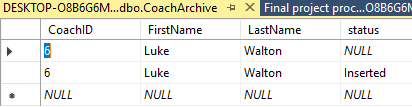 DESKTOP-O8B6G6M...dbo.CoachArchive Final project proc...O8B6G6M
CoachID FirstName LastName status
6 Luke Walton NULL
6 Luke Walton Inserted
NULL NULL NULL NULL